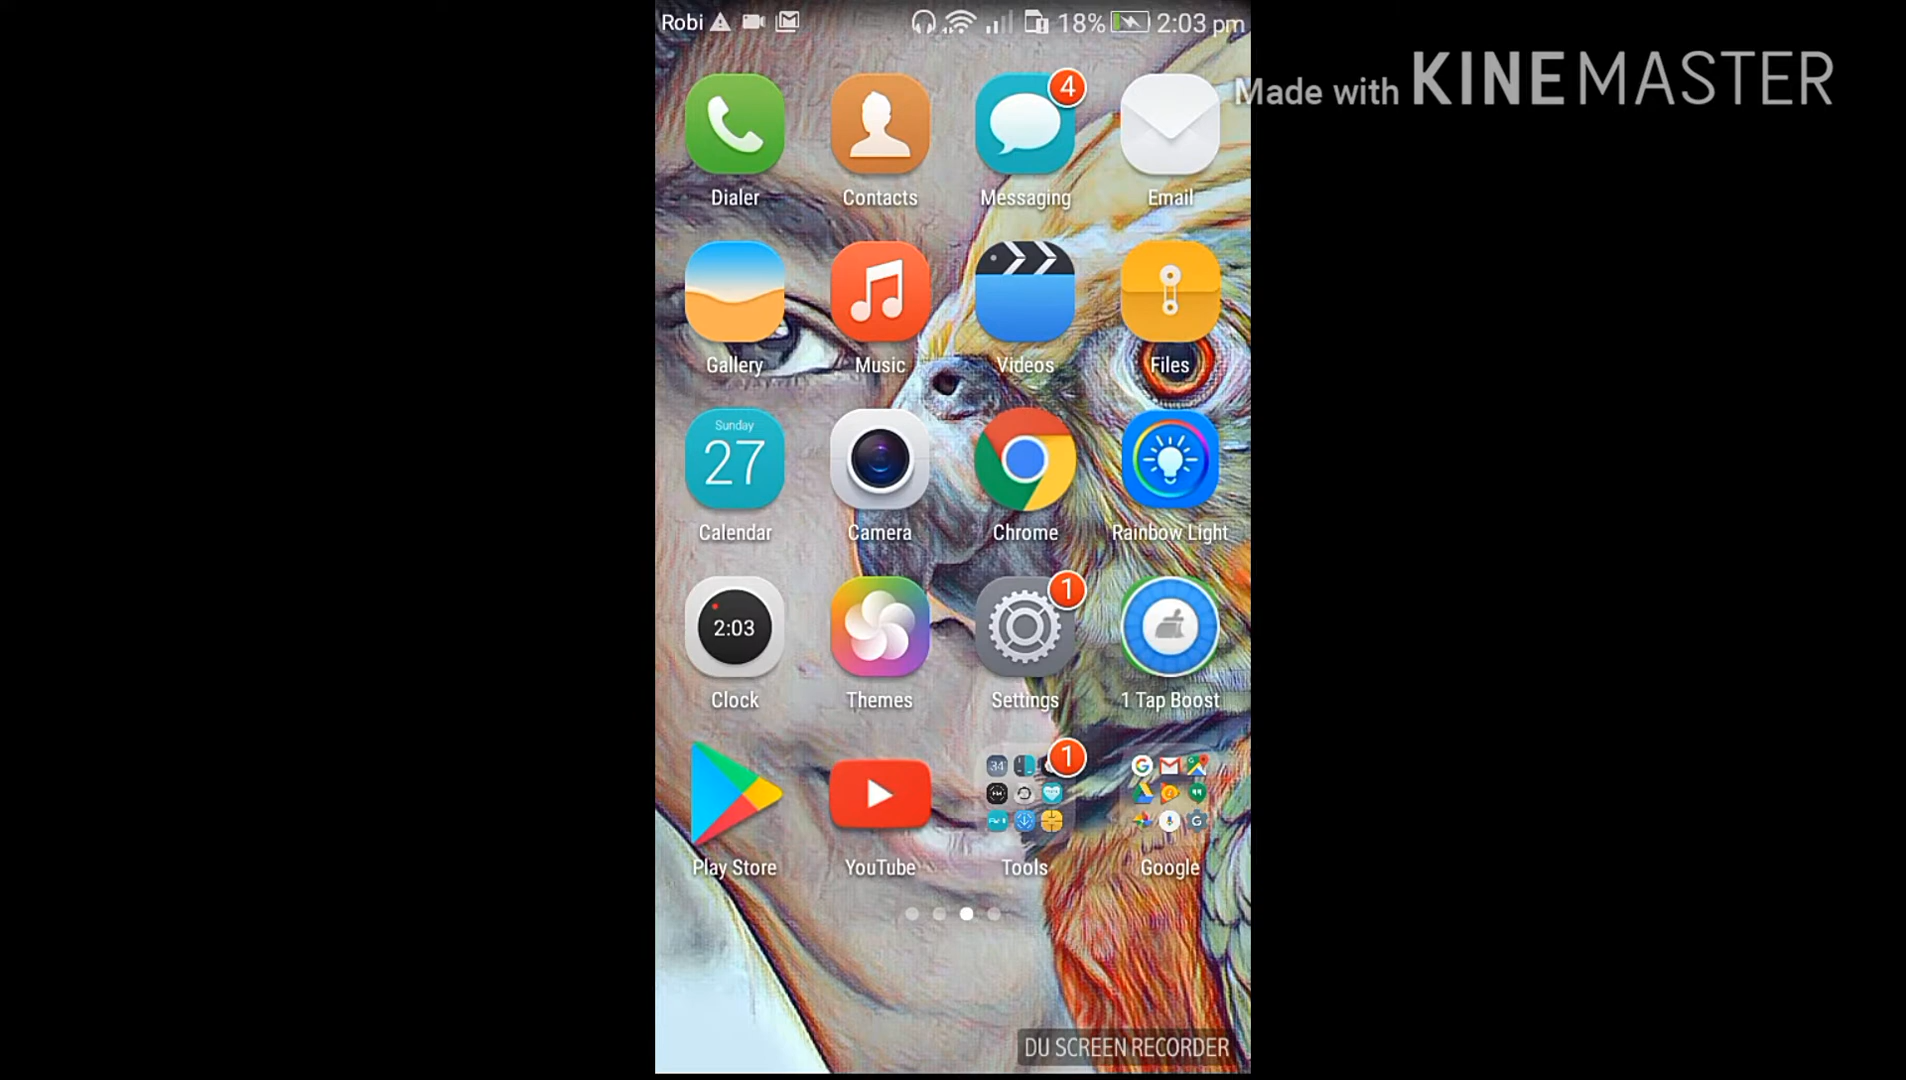 Robi 18% 2:03 pm
Made with KINEMASTER
4
Dialer Contacts Messaging Email
Gallery Music Videos Files
Sunday
27
Calendar Camera Chrome Rainbow Light
2:03 1
Clock Themes Settings 1 Tap Boost
34 1
Play Store YouTube Tools Google
DU SCREEN RECORDER